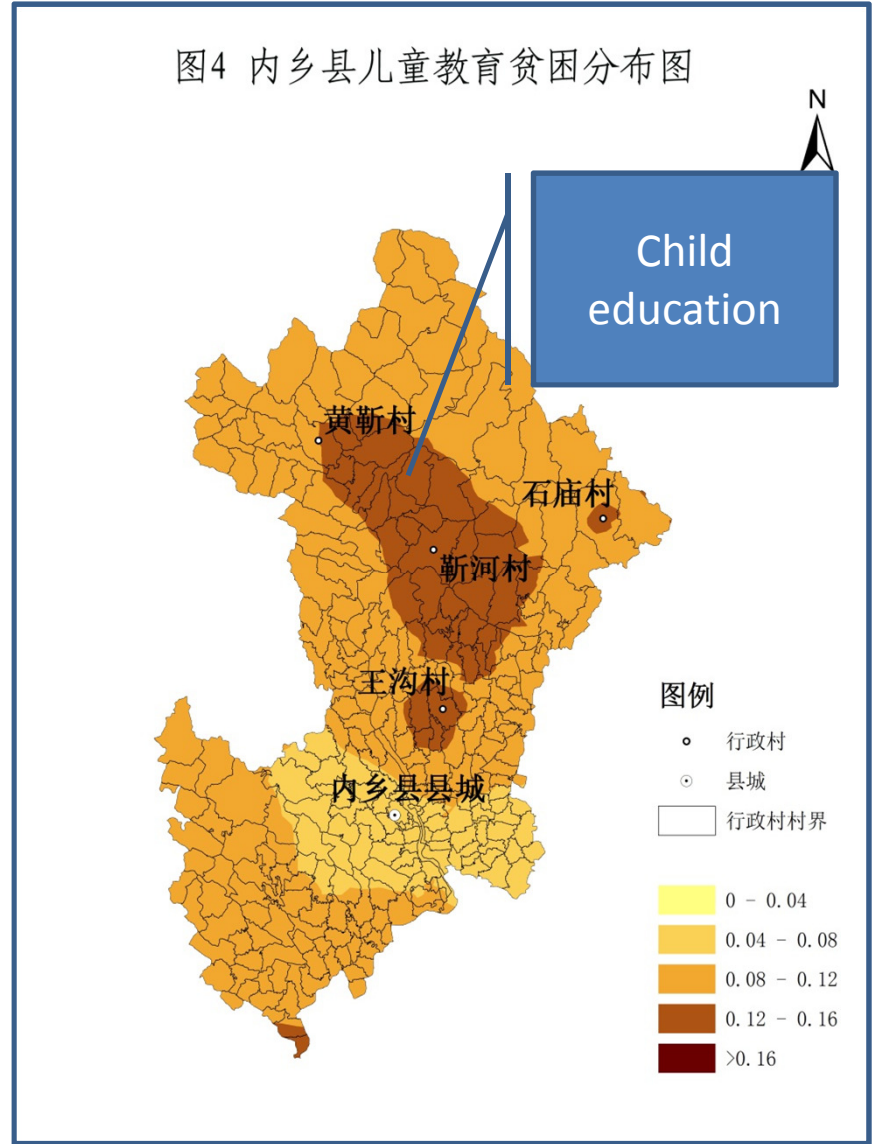 图4 内乡县儿童教育贫困分布图
N
Child
education
黄靳村
石庙村
靳河村
王沟村
内乡县县城
图例
行政村
县城
行政村村界
0 - 0.04
0.04 - 0.08
0.08 - 0.12
0.12 - 0.16
>0.16